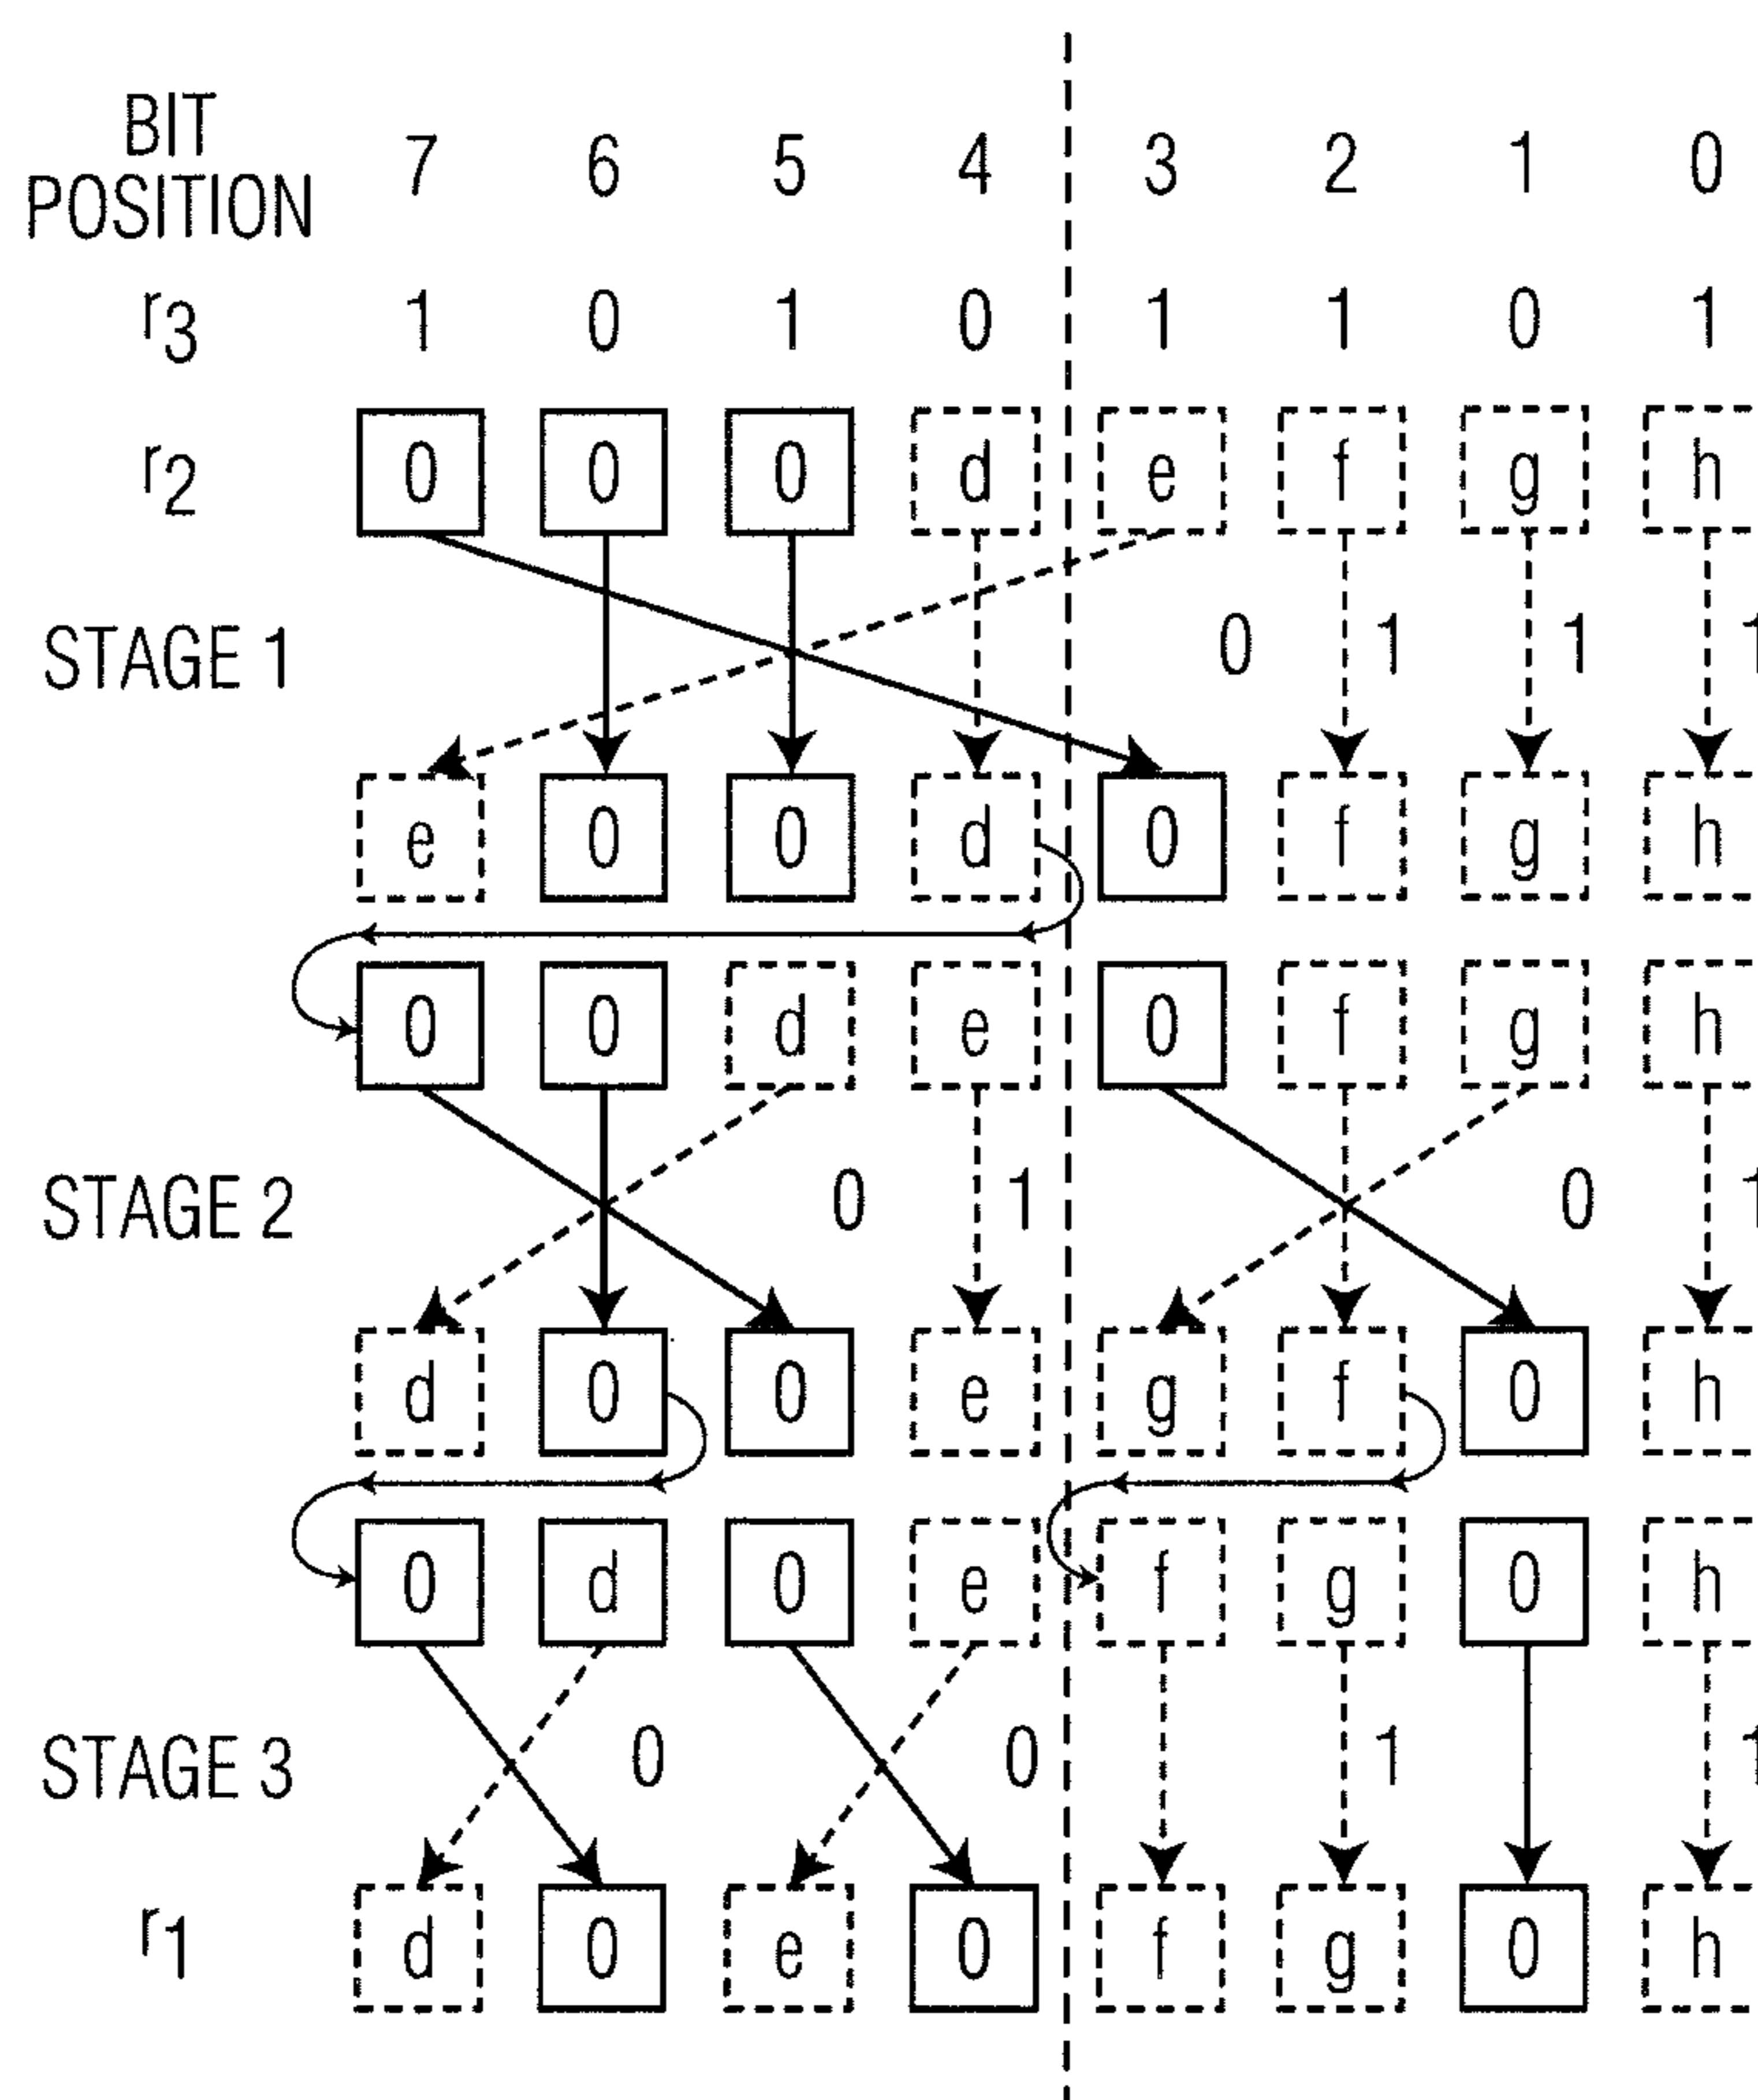 BIT
POSITION 7 6 5 4 3 2 1 0
r3 1 0 1 0 1 1 0 1
r2 0 0 0 d e f g h
STAGE 1 0 1 1 1
e 0 0 d 0 f g h
0 0 d e 0 f g h
STAGE 2 0 1 0 1
d 0 0 e g f 0 h
0 d 0 e f g 0 h
STAGE 3 0 0 1 1
r1 d 0 e 0 f g 0 h